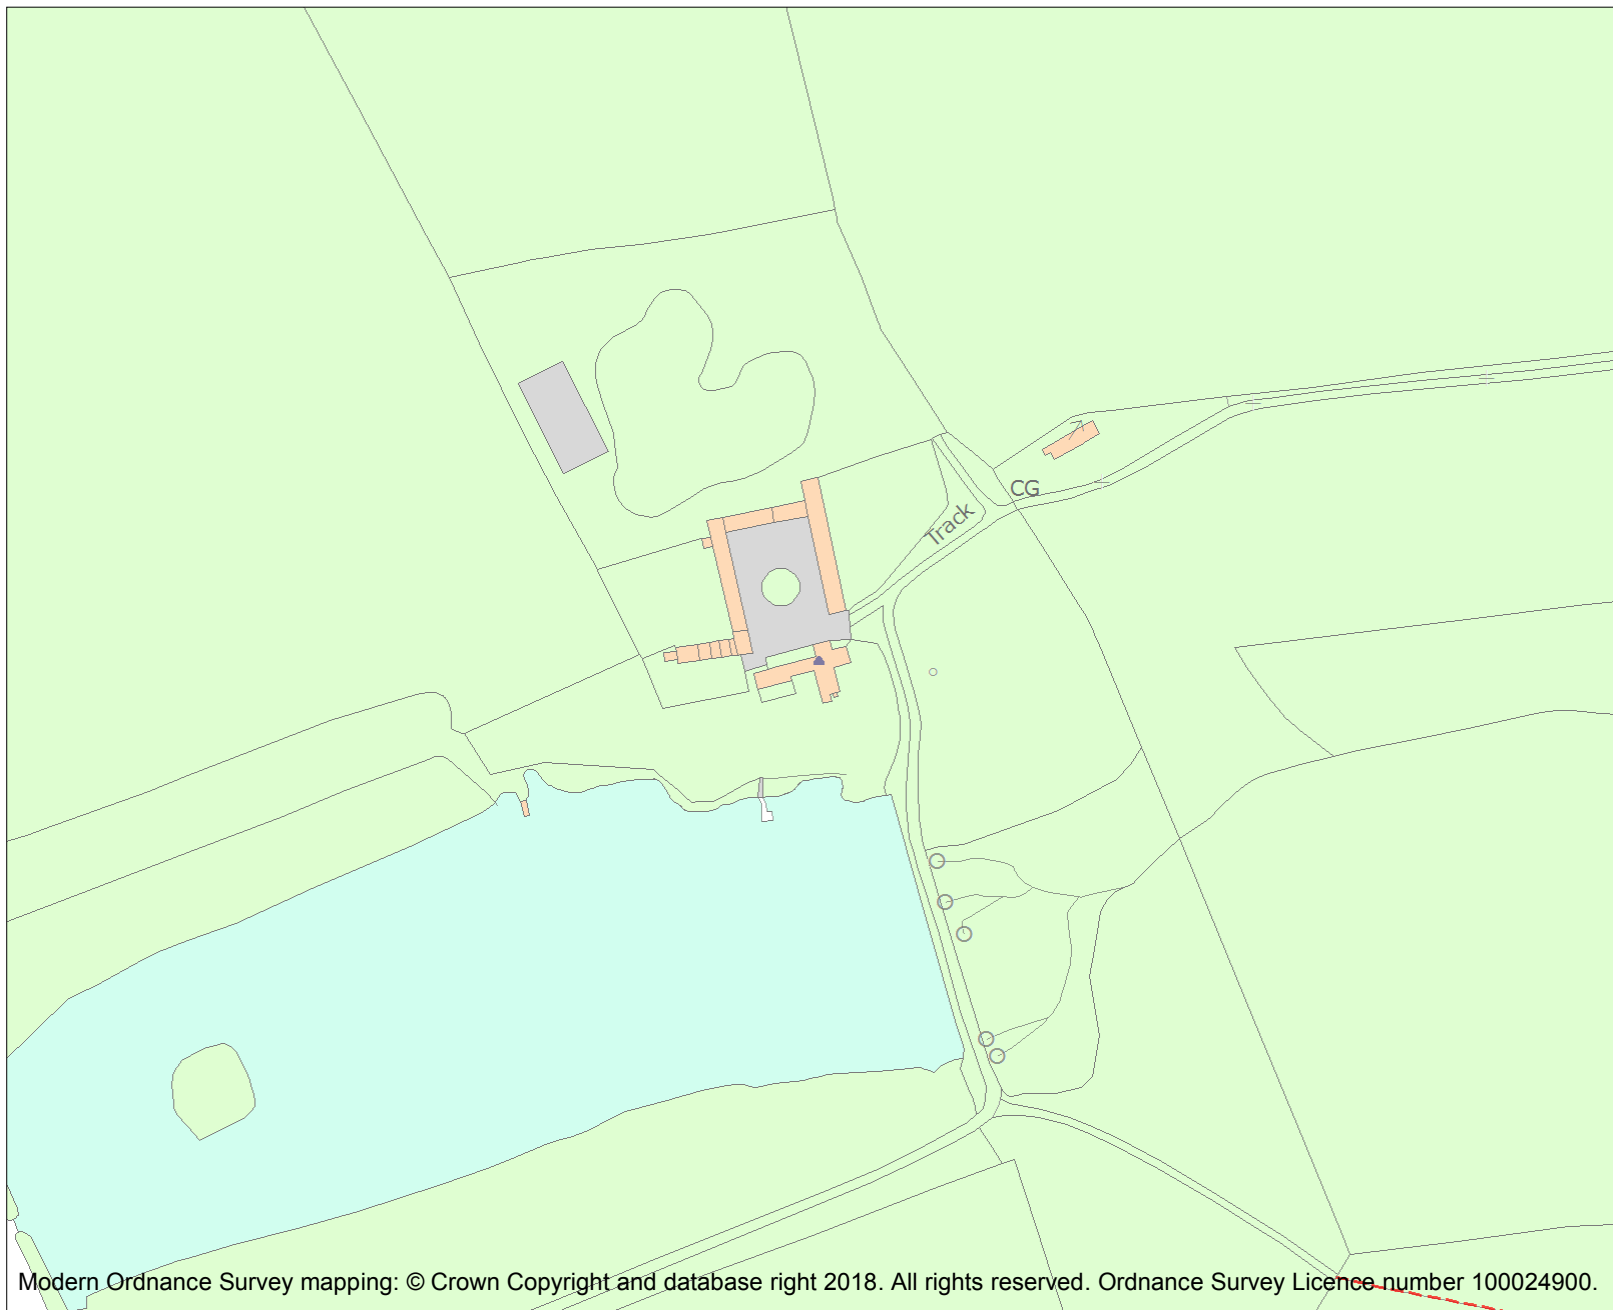 CG
Track
Modern Ordnance Survey mapping: © Crown Copyright and database right 2018. All rights reserved. Ordnance Survey Licence number 100024900.